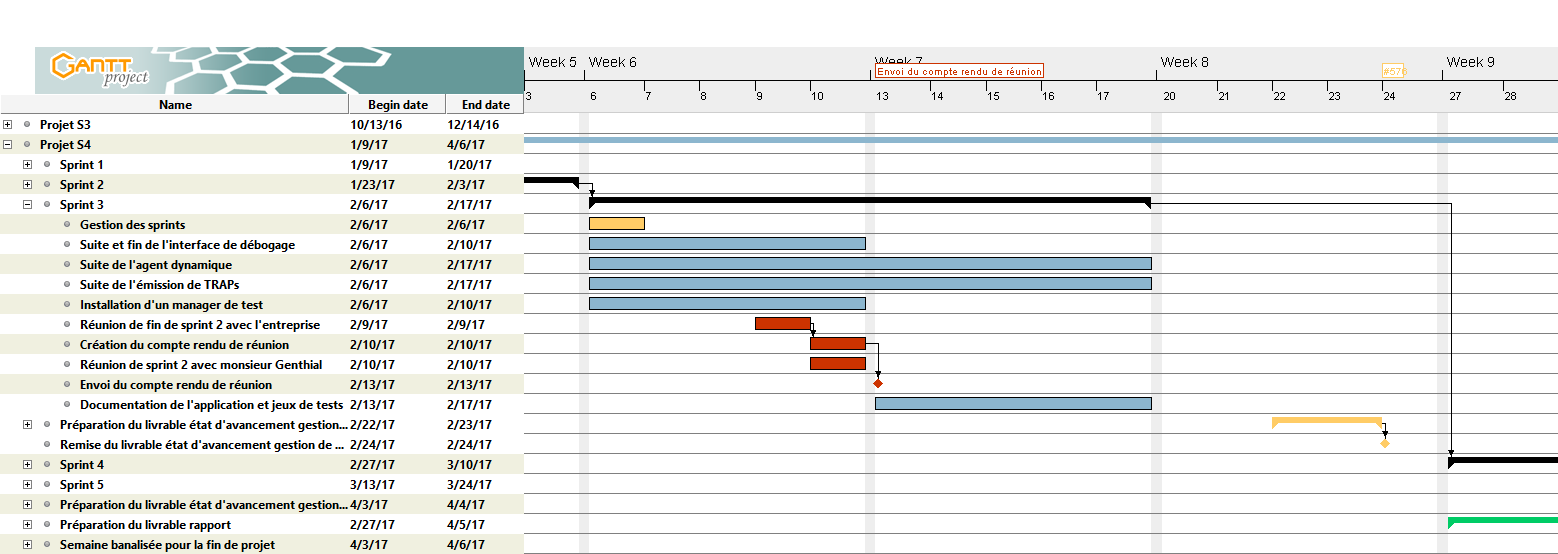 GANTT
project
Week 5 Week 6 Week 7 Week 8 Week 9
Envoi du compte rendu de réunion #576
3 6 7 8 9 10 13 14 15 16 17 20 21 22 23 24 27 28
Name Begin date End date
Projet S3 10/13/16 12/14/16
Projet S4 1/9/17 4/6/17
Sprint 1 1/9/17 1/20/17
Sprint 2 1/23/17 2/3/17
Sprint 3 2/6/17 2/17/17
Gestion des sprints 2/6/17 2/6/17
Suite et fin de l'interface de débogage 2/6/17 2/10/17
Suite de l'agent dynamique 2/6/17 2/17/17
Suite de l'émission de TRAPs 2/6/17 2/17/17
Installation d'un manager de test 2/6/17 2/10/17
Réunion de fin de sprint 2 avec l'entreprise 2/9/17 2/9/17
Création du compte rendu de réunion 2/10/17 2/10/17
Réunion de sprint 2 avec monsieur Genthial 2/10/17 2/10/17
Envoi du compte rendu de réunion 2/13/17 2/13/17
Documentation de l'application et jeux de tests 2/13/17 2/17/17
Préparation du livrable état d'avancement gestion... 2/22/17 2/23/17
Remise du livrable état d'avancement gestion de ... 2/24/17 2/24/17
Sprint 4 2/27/17 3/10/17
Sprint 5 3/13/17 3/24/17
Préparation du livrable état d'avancement gestion... 4/3/17 4/4/17
Préparation du livrable rapport 2/27/17 4/5/17
Semaine banalisée pour la fin de projet 4/3/17 4/6/17